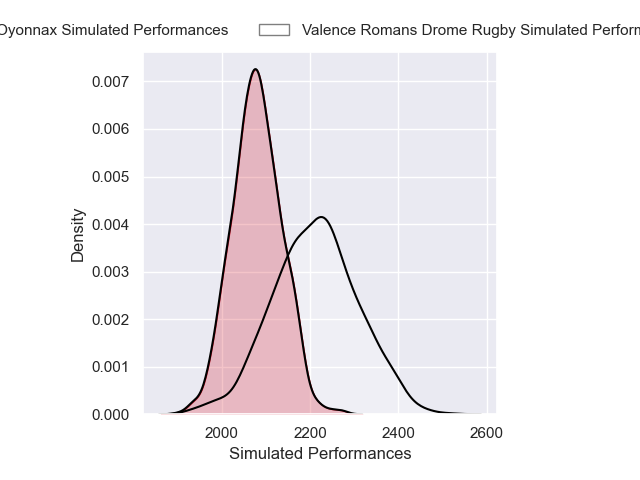 Oyonnax Simulated Performances
Valence Romans Drome Rugby Simulated
0.007
0.006
0.005
0.004
0.003
0.002
0.001
0.000
Density
2000 2200 2400 2600
Simulated Performances